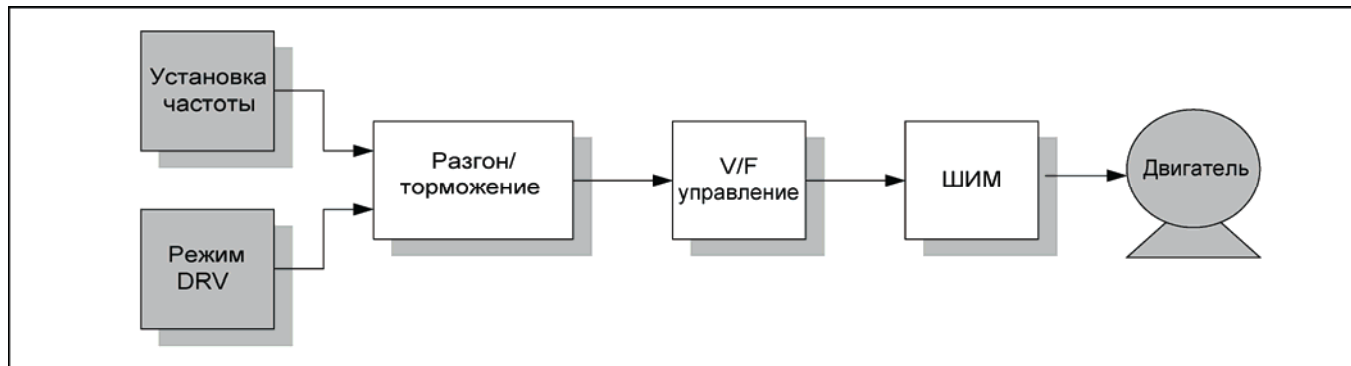 Установка
частоты
Режим
DRV
Разгон/
торможение
V/F
управление
ШИМ
Двигатель